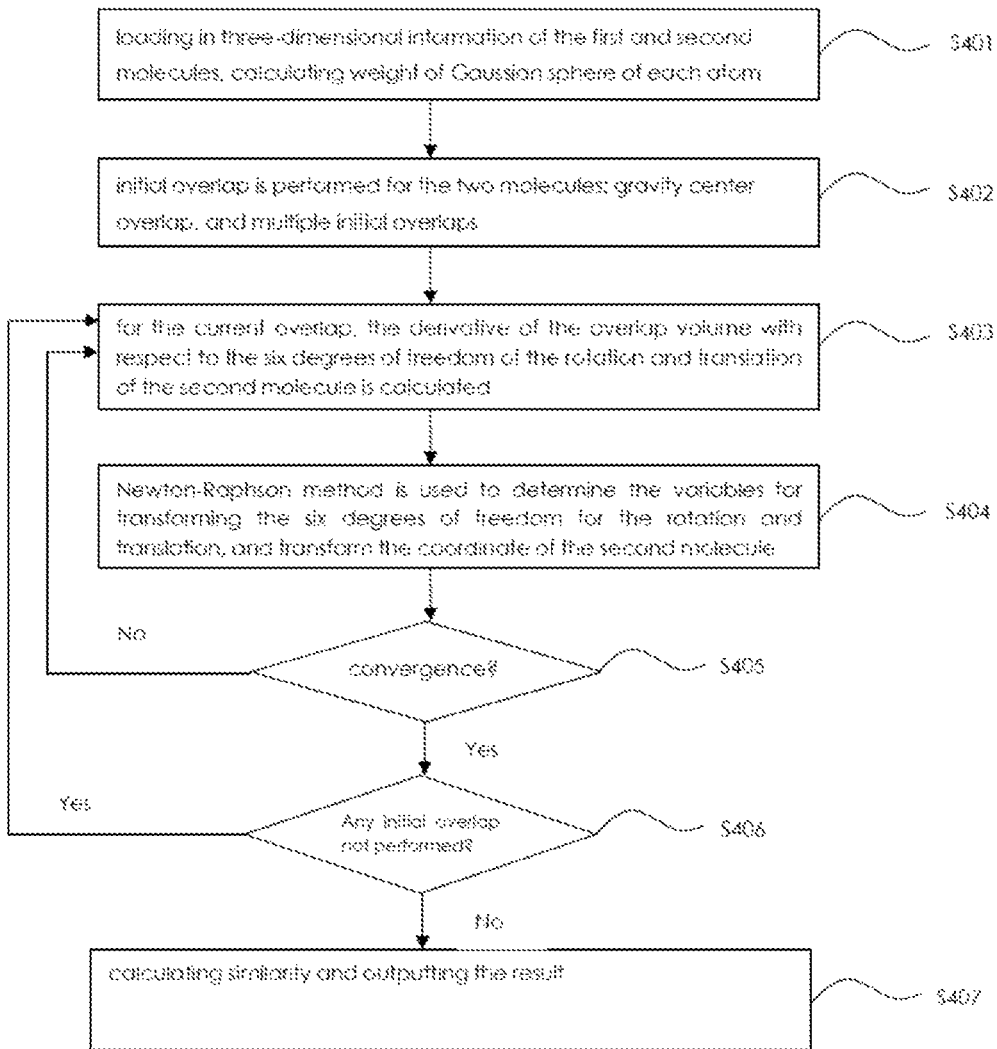 loading in three-dimensional information of the first and second
molecules, calculating weight of Gaussian sphere of each atom
S401
initial overlap is performed for the two molecules: gravity center
overlap, and multiple initial overlaps
S402
for the current overlap, the derivative of the overlap volume with
respect to the six degrees of freedom of the rotation and translation
of the second molecule is calculated
S403
Newton-Raphson method is used to determine the variables for
transforming the six degrees of freedom for the rotation and
translation, and transform the coordinate of the second molecule
S404
No
convergence?
S405
Yes
Yes
Any initial overlap
not performed?
S406
No
calculating similarity and outputting the result
S407